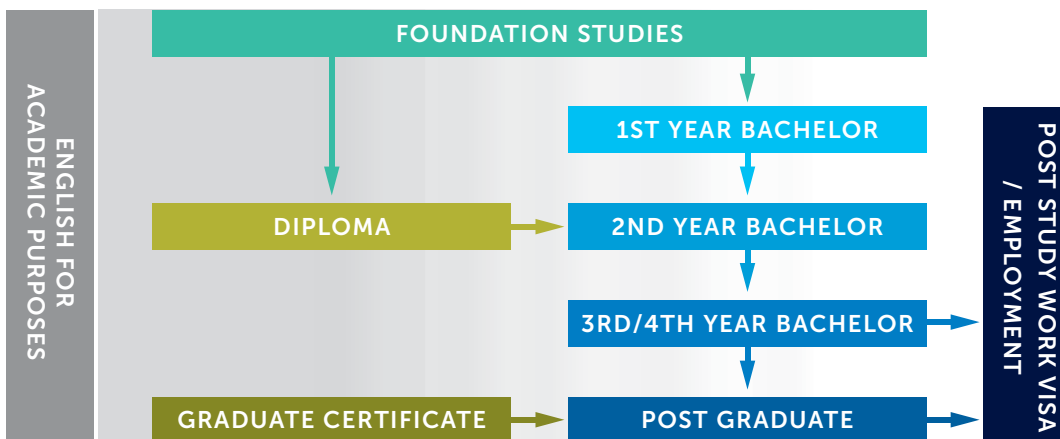 FOUNDATION STUDIES
ENGLISH FOR
ACADEMIC PURPOSES
1ST YEAR BACHELOR
DIPLOMA
2ND YEAR BACHELOR
3RD/4TH YEAR BACHELOR
GRADUATE CERTIFICATE
POST GRADUATE
POST STUDY WORK VISA
/ EMPLOYMENT